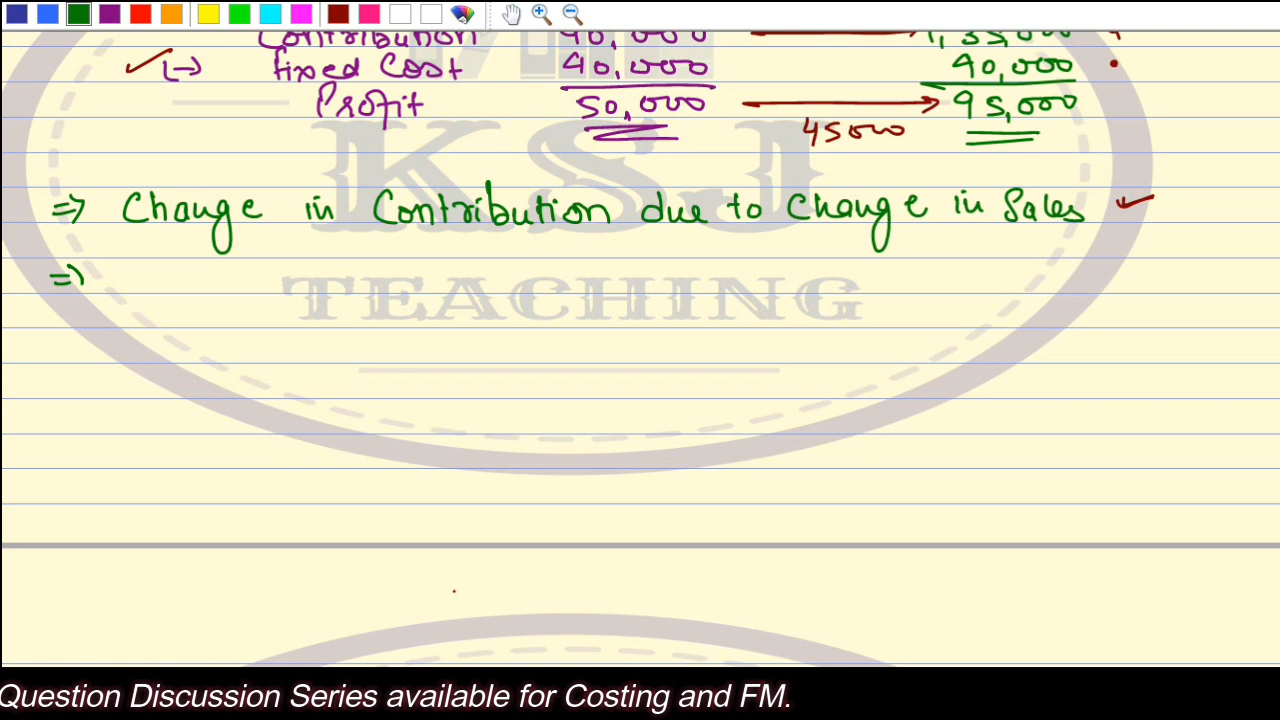 Contribution 90,000 1,35,000
Fixed Cost 40,000 40,000
Profit 50,000 95,000
45000
KSJ
=> Change in Contribution due to Change in Sales
TEACHING
=>
Question Discussion Series available for Costing and FM.